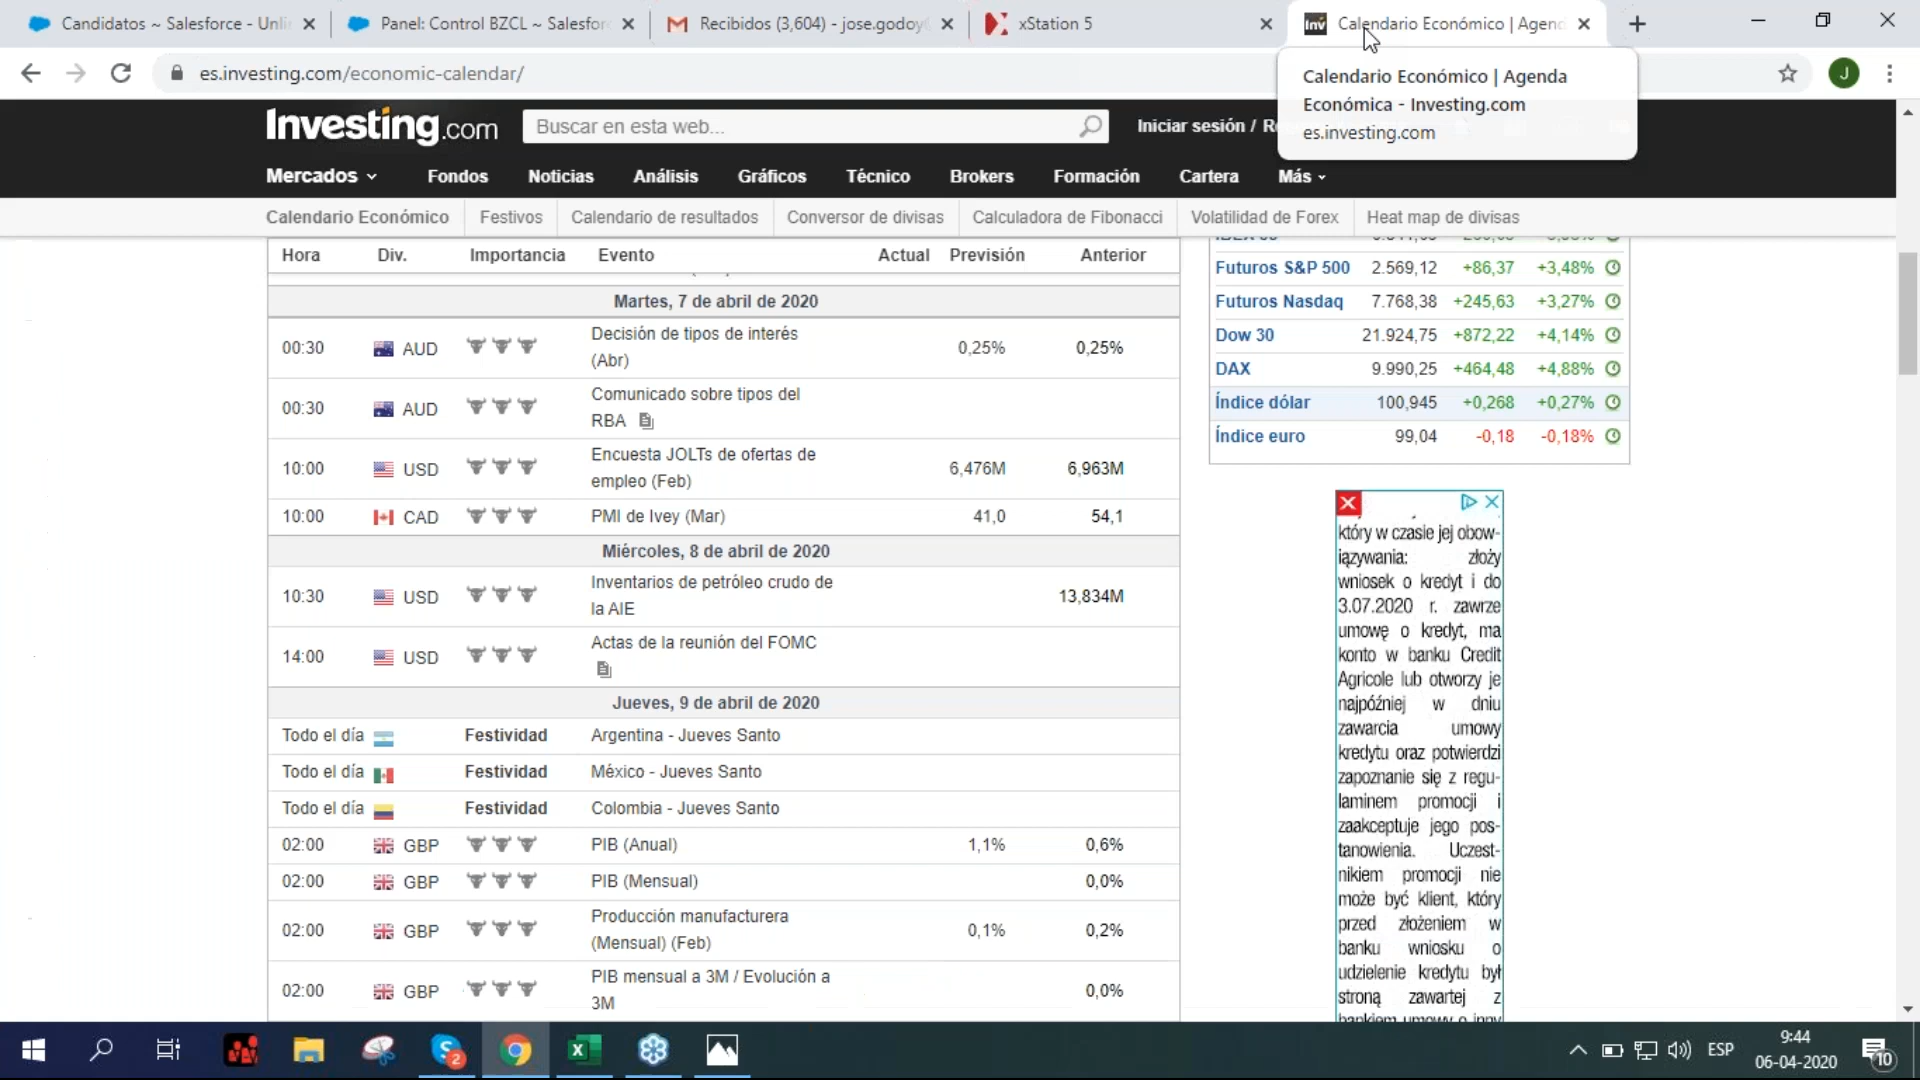 Candidatos ~ Salesforce - Unli
Panel: Control BZCL ~ Salesfor
Recibidos (3,604) - jose.godoy
xStation 5
Calendario Económico | Agen
es.investing.com/economic-calendar/
J
Calendario Económico | Agenda
Económica - Investing.com
es.investing.com
Investing.com
Buscar en esta web...
Iniciar sesión /
Mercados
Fondos
Noticias
Análisis
Gráficos
Técnico
Brokers
Formación
Cartera
Más
Calendario Económico
Festivos
Calendario de resultados
Conversor de divisas
Calculadora de Fibonacci
Volatilidad de Forex
Heat map de divisas
Hora Div. Importancia Evento Actual Previsión Anterior
Martes, 7 de abril de 2020
00:30 AUD Decisión de tipos de interés 0,25% 0,25%
(Abr)
00:30 AUD Comunicado sobre tipos del
RBA
10:00 USD Encuesta JOLTs de ofertas de 6,476M 6,963M
empleo (Feb)
10:00 CAD PMI de Ivey (Mar) 41,0 54,1
Miércoles, 8 de abril de 2020
10:30 USD Inventarios de petróleo crudo de 13,834M
la AIE
14:00 USD Actas de la reunión del FOMC
Jueves, 9 de abril de 2020
Todo el día Festividad Argentina - Jueves Santo
Todo el día Festividad México - Jueves Santo
Todo el día Festividad Colombia - Jueves Santo
02:00 GBP PIB (Anual) 1,1% 0,6%
02:00 GBP PIB (Mensual) 0,0%
02:00 GBP Producción manufacturera 0,1% 0,2%
(Mensual) (Feb)
02:00 GBP PIB mensual a 3M / Evolución a 0,0%
3M
Futuros S&P 500 2.569,12 +86,37 +3,48%
Futuros Nasdaq 7.768,38 +245,63 +3,27%
Dow 30 21.924,75 +872,22 +4,14%
DAX 9.990,25 +464,48 +4,88%
Índice dólar 100,945 +0,268 +0,27%
Índice euro 99,04 -0,18 -0,18%
który w czasie jej obow-
iązywania: złoży
wniosek o kredyt i do
3.07.2020 r. zawrze
umowę o kredyt, ma
konto w banku Credit
Agricole lub otworzy je
najpóźniej w dniu
zawarcia umowy
kredytu oraz potwierdzi
zapoznanie się z regu-
laminem promocji i
zaakceptuje jego pos-
tanowienia. Uczest-
nikiem promocji nie
może być klient, który
przed złożeniem w
banku wniosku o
udzielenie kredytu był
stroną zawartej z
bankiem umowy o inny
2
ESP
9:44
06-04-2020
10